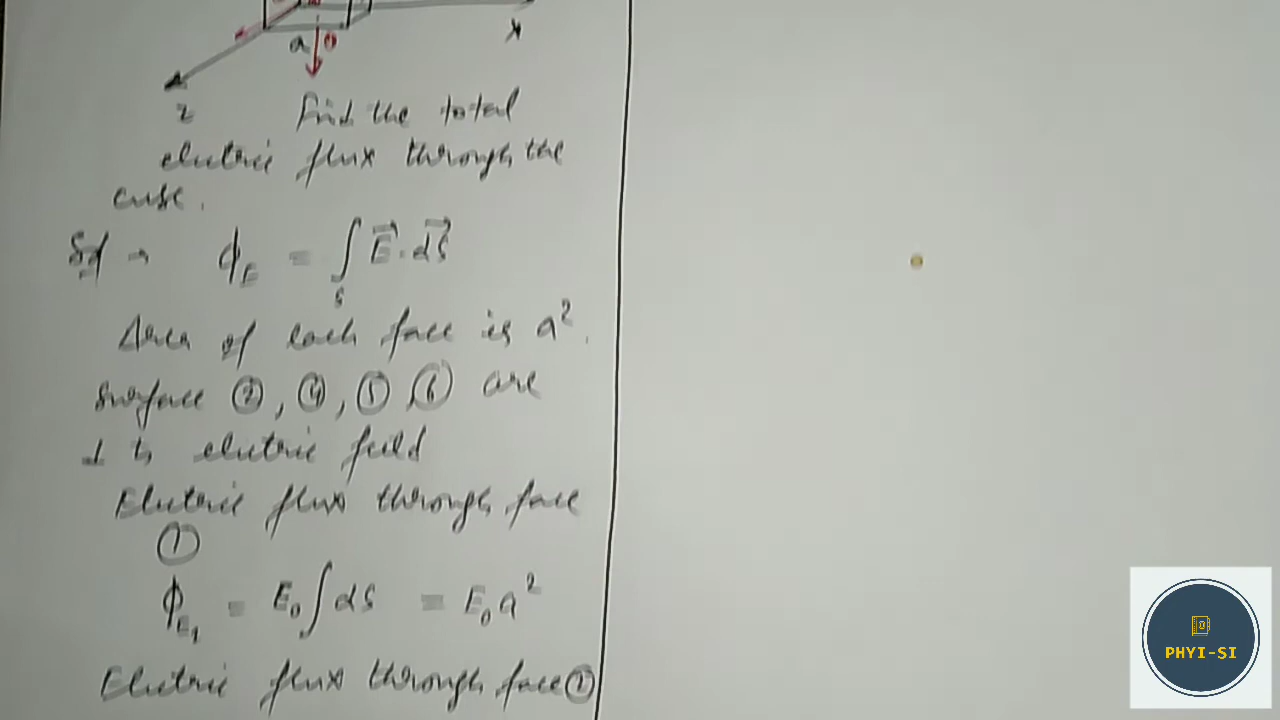 a
x
z Find the total
electric flux through the
cube.
Sol → ϕ_E = ∫_S E⃗ . dS⃗
Area of each face is a².
Surface ②, ④, ⑤, ⑥ are
⊥ to electric field
Electric flux through face
①
ϕ_E₁ = E₀ ∫ dS = E₀a²
Electric flux through face
PHYI-SI